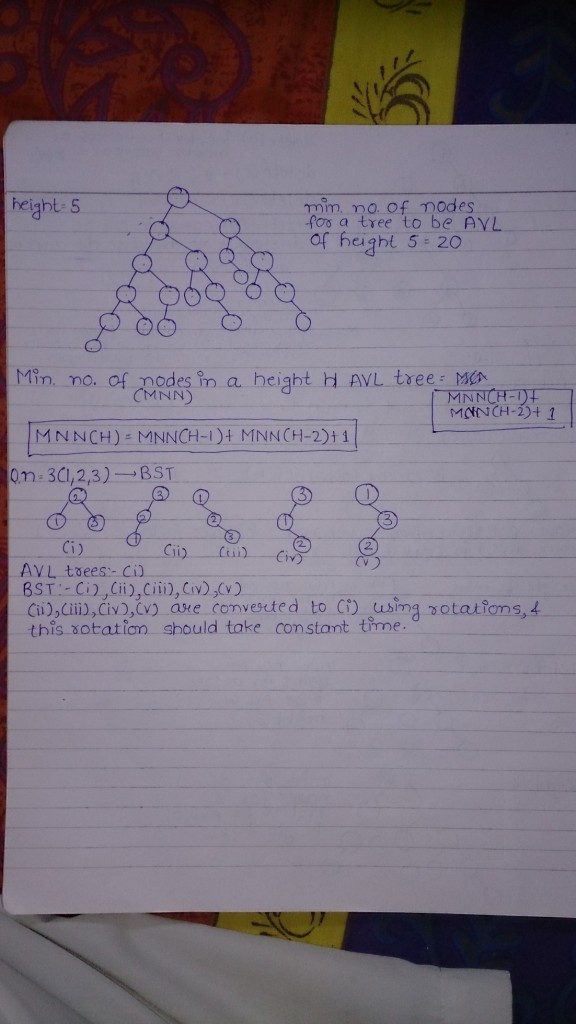 height=5
min. no. of nodes
for a tree to be AVL
of height 5 = 20
Min. no. of nodes in a height H AVL tree =
(MNN)
MNN(H-1)+
MNN(H-2)+1
MNN(H) = MNN(H-1)+ MNN(H-2)+1
Q. n=3(1,2,3) → BST
2 3 1 3 1
1 3 2 2 1 3
1 3 2 2
(i) (ii) (iii) (iv) (v)
AVL trees:- (i)
BST:- (i), (ii), (iii), (iv), (v)
(ii), (iii), (iv), (v) are converted to (i) using rotations, &
this rotation should take constant time.